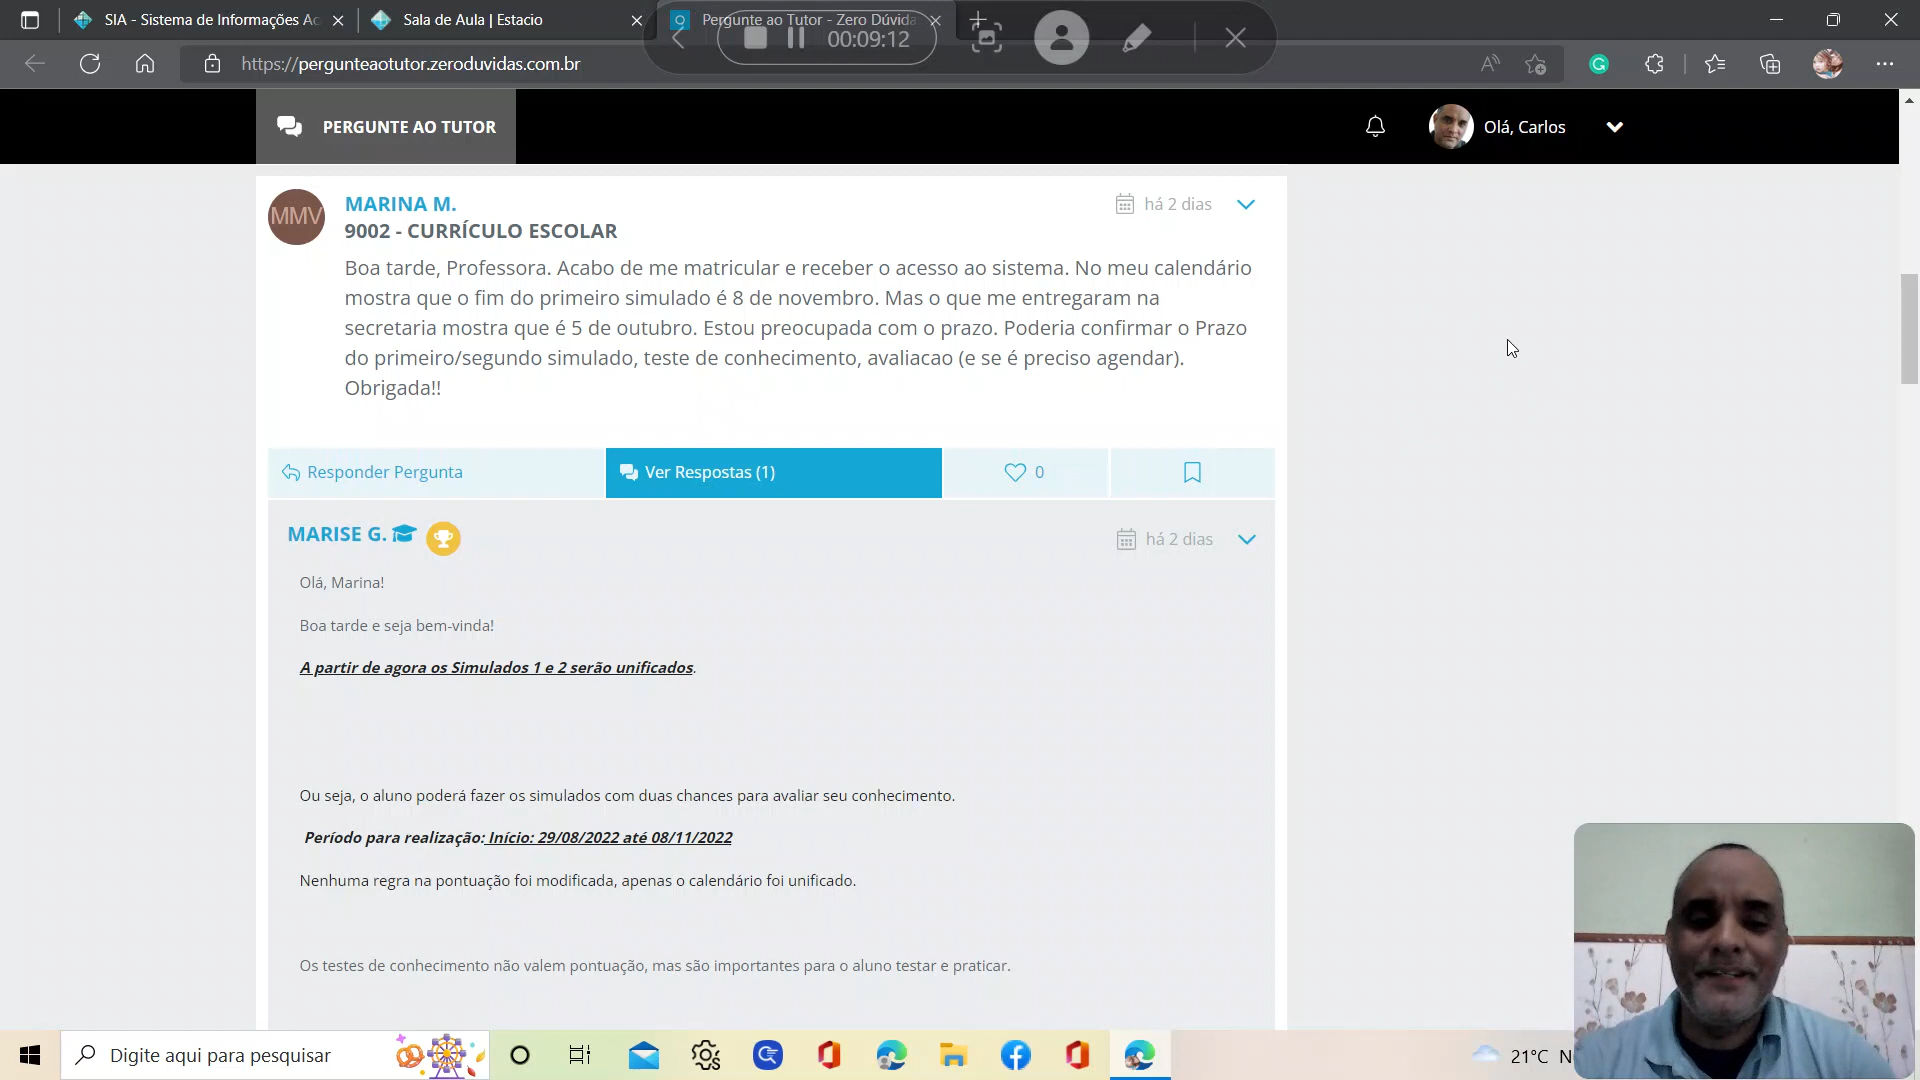 SIA - Sistema de Informações Ac
Sala de Aula | Estacio
Pergunte ao Tutor - Zero Dúvida
00:09:12
https://pergunteaotutor.zeroduvidas.com.br
PERGUNTE AO TUTOR
Olá, Carlos
MMV
MARINA M.
há 2 dias
9002 - CURRÍCULO ESCOLAR
Boa tarde, Professora. Acabo de me matricular e receber o acesso ao sistema. No meu calendário
mostra que o fim do primeiro simulado é 8 de novembro. Mas o que me entregaram na
secretaria mostra que é 5 de outubro. Estou preocupada com o prazo. Poderia confirmar o Prazo
do primeiro/segundo simulado, teste de conhecimento, avaliacao (e se é preciso agendar).
Obrigada!!
Responder Pergunta
Ver Respostas (1)
0
MARISE G.
há 2 dias
Olá, Marina!
Boa tarde e seja bem-vinda!
A partir de agora os Simulados 1 e 2 serão unificados.
Ou seja, o aluno poderá fazer os simulados com duas chances para avaliar seu conhecimento.
Período para realização: Início: 29/08/2022 até 08/11/2022
Nenhuma regra na pontuação foi modificada, apenas o calendário foi unificado.
Os testes de conhecimento não valem pontuação, mas são importantes para o aluno testar e praticar.
Digite aqui para pesquisar
21°C N